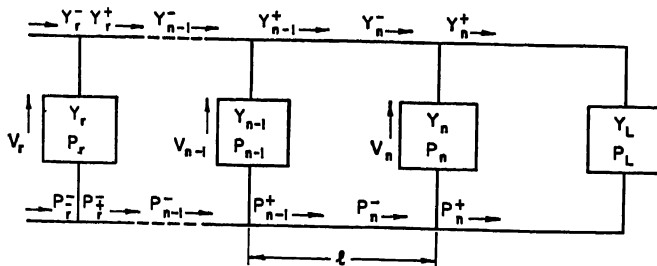 Y_r^- Y_r^+ Y_{n-1}^- Y_{n-1}^+ Y_n^- Y_n^+
V_r Y_r P_r V_{n-1} Y_{n-1} P_{n-1} V_n Y_n P_n Y_L P_L
P_r^- P_r^+ P_{n-1}^- P_{n-1}^+ P_n^- P_n^+
ℓ